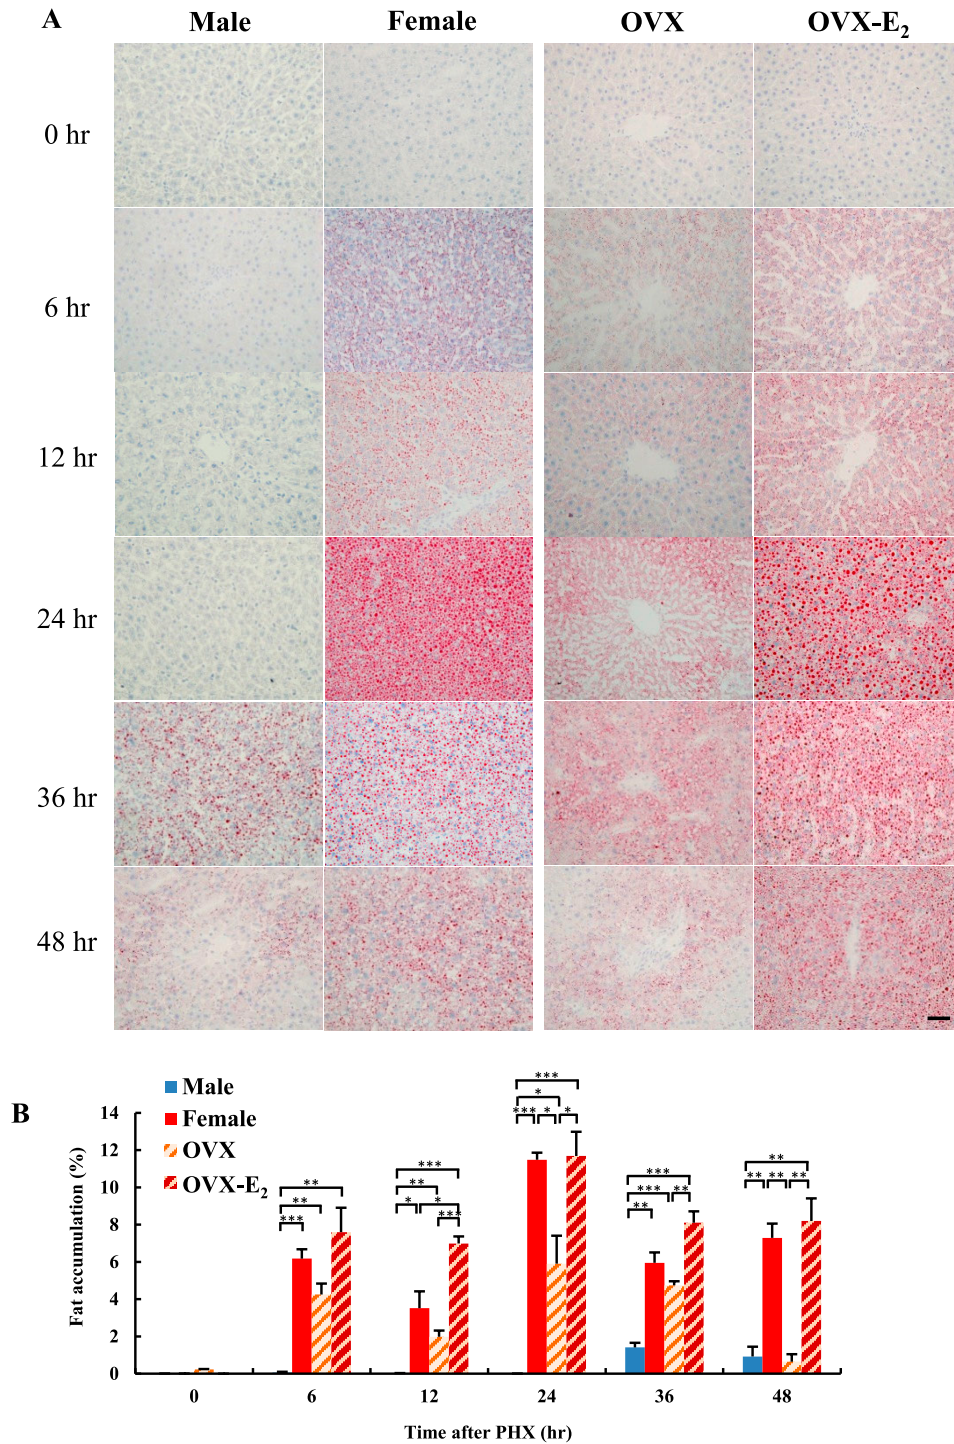 A
Male Female OVX OVX-E₂
0 hr
6 hr
12 hr
24 hr
36 hr
48 hr
B
Male
Female
OVX
OVX-E₂
Fat accumulation (%)
14
12
10
8
6
4
2
0
***
**
**
*
**
***
*
***
***
*
***
*
*
**
***
***
**
**
**
**
**
0 6 12 24 36 48
Time after PHX (hr)